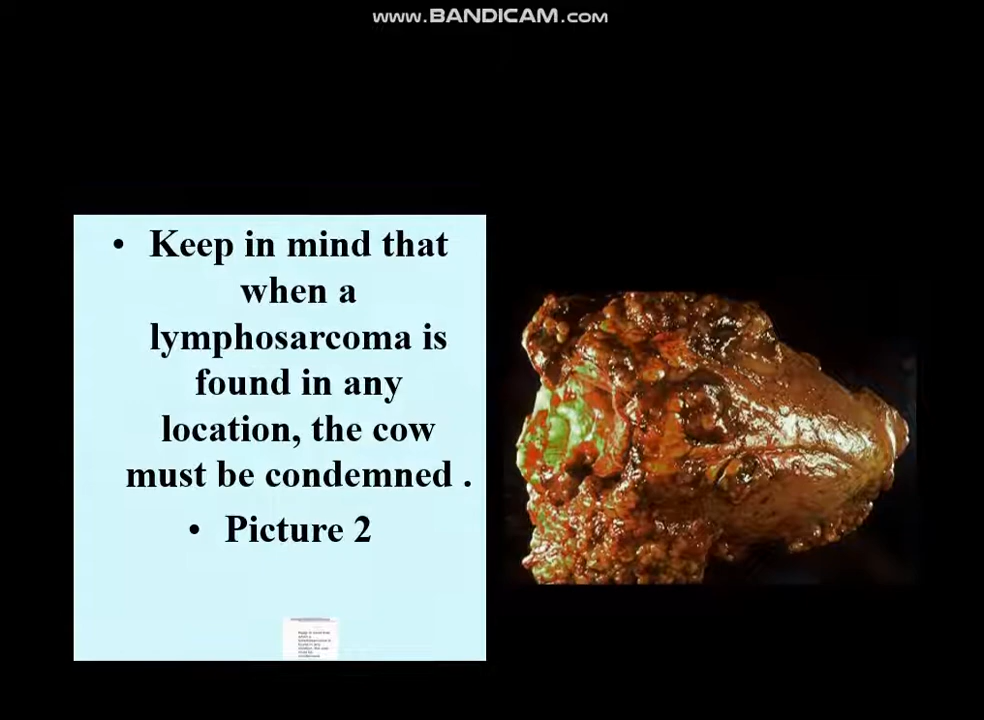 www.BANDICAM.com
• Keep in mind that
when a
lymphosarcoma is
found in any
location, the cow
must be condemned .
• Picture 2